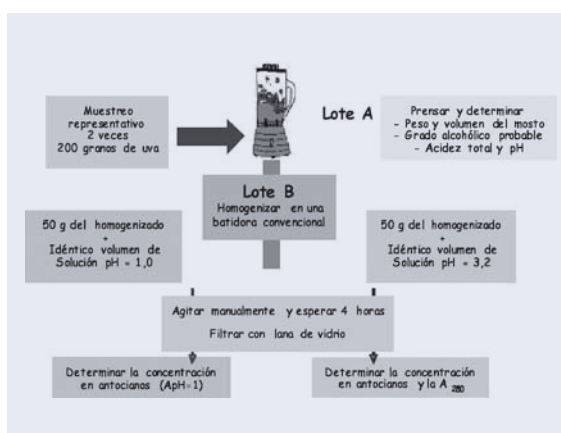 Muestreo
representativo
2 veces
200 granos de uva
Lote A
Prensar y determinar
- Peso y volumen del mosto
- Grado alcohólico probable
- Acidez total y pH
Lote B
Homogenizar en una
batidora convencional
50 g del homogenizado
+
Idéntico volumen de
Solución pH = 1,0
50 g del homogenizado
+
Idéntico volumen de
Solución pH = 3,2
Agitar manualmente y esperar 4 horas
Filtrar con lana de vidrio
Determinar la concentración
en antocianos (ApH=1)
Determinar la concentración
en antocianos y la A 280